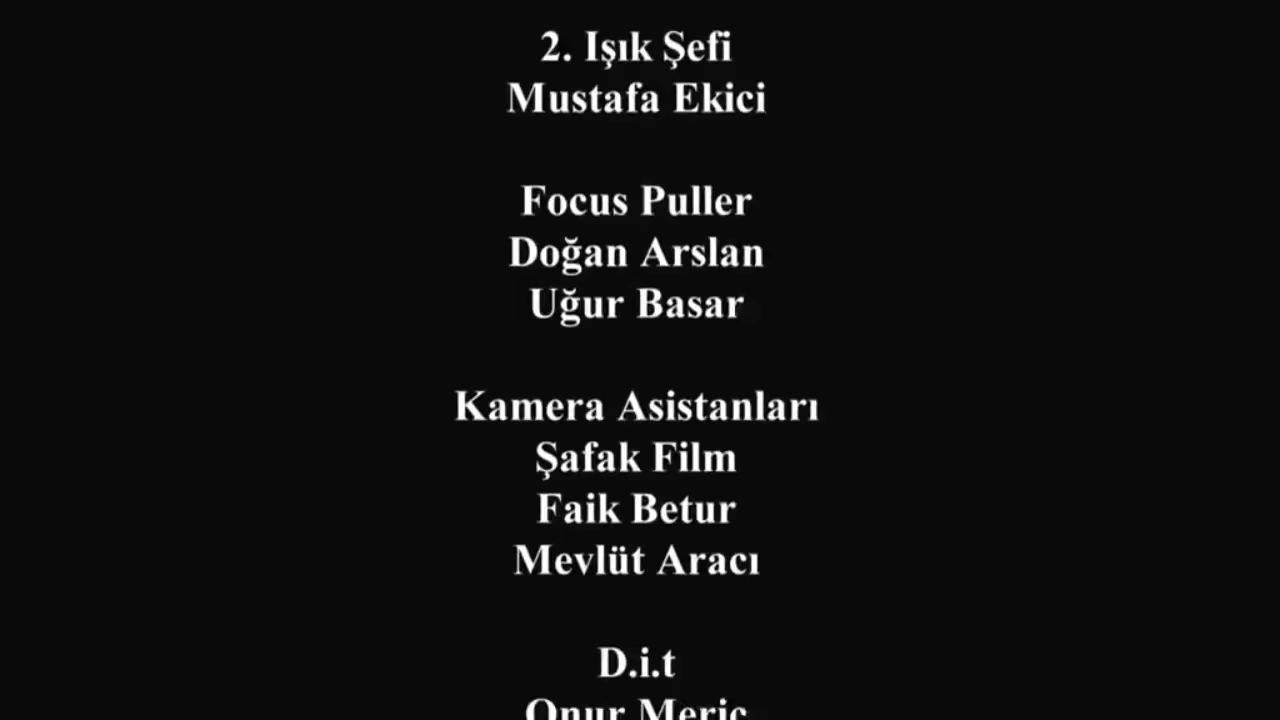 2. Işık Şefi
Mustafa Ekici
Focus Puller
Doğan Arslan
Uğur Basar
Kamera Asistanları
Şafak Film
Faik Betur
Mevlüt Aracı
D.i.t
Onur